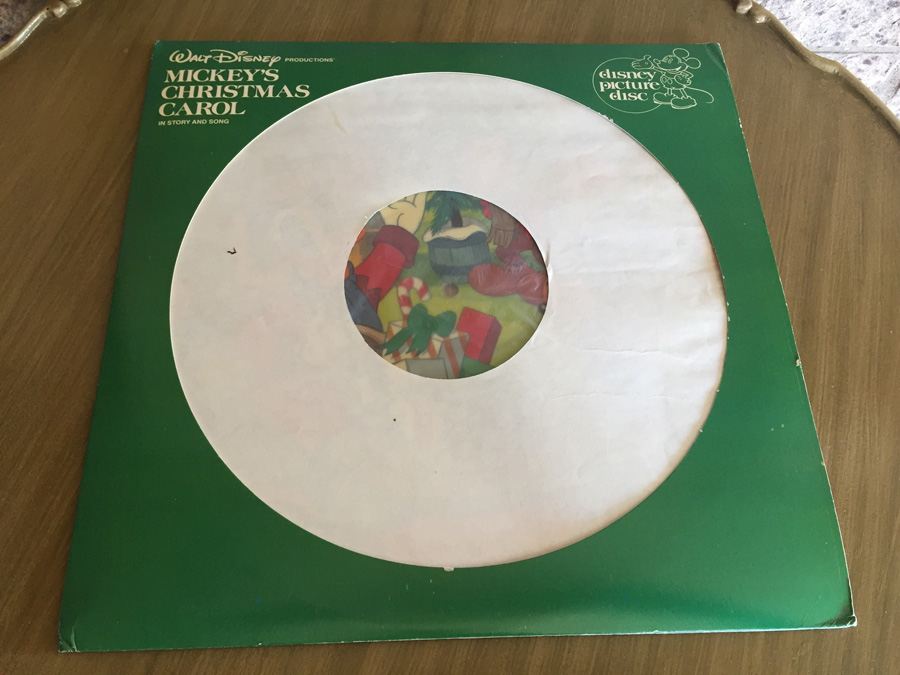 WALT DISNEY PRODUCTIONS'
MICKEY'S
CHRISTMAS
CAROL
IN STORY AND SONG
disney
picture
disc